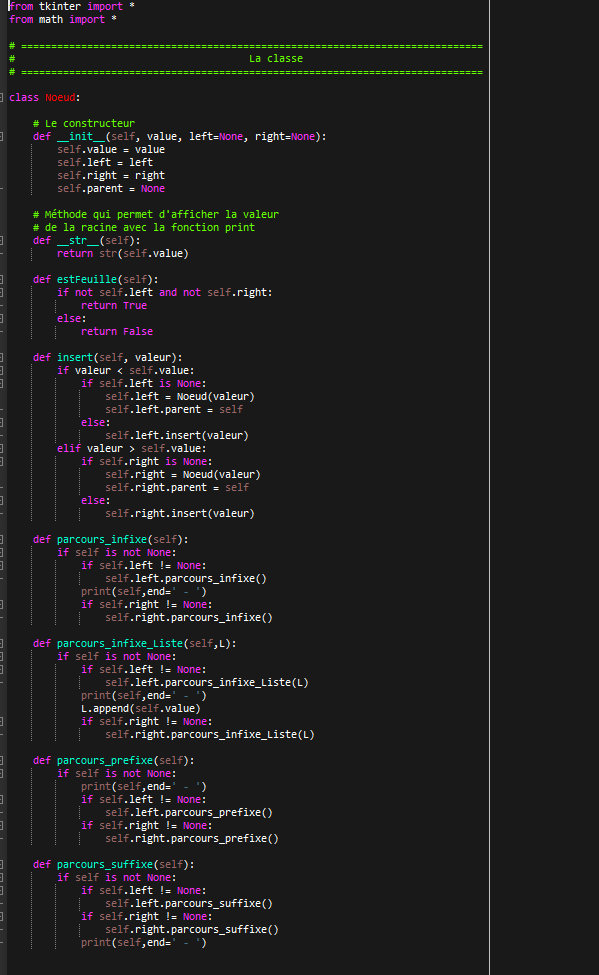 from tkinter import *
from math import *
# =============================================================================
#                                       La classe
# =============================================================================
class Noeud:
    # Le constructeur
    def __init__(self, value, left=None, right=None):
        self.value = value
        self.left = left
        self.right = right
        self.parent = None
    # Méthode qui permet d'afficher la valeur
    # de la racine avec la fonction print
    def __str__(self):
        return str(self.value)
    def estFeuille(self):
        if not self.left and not self.right:
            return True
        else:
            return False
    def insert(self, valeur):
        if valeur < self.value:
            if self.left is None:
                self.left = Noeud(valeur)
                self.left.parent = self
            else:
                self.left.insert(valeur)
        elif valeur > self.value:
            if self.right is None:
                self.right = Noeud(valeur)
                self.right.parent = self
            else:
                self.right.insert(valeur)
    def parcours_infixe(self):
        if self is not None:
            if self.left != None:
                self.left.parcours_infixe()
            print(self,end=' - ')
            if self.right != None:
                self.right.parcours_infixe()
    def parcours_infixe_Liste(self,L):
        if self is not None:
            if self.left != None:
                self.left.parcours_infixe_Liste(L)
            print(self,end=' - ')
            L.append(self.value)
            if self.right != None:
                self.right.parcours_infixe_Liste(L)
    def parcours_prefixe(self):
        if self is not None:
            print(self,end=' - ')
            if self.left != None:
                self.left.parcours_prefixe()
            if self.right != None:
                self.right.parcours_prefixe()
    def parcours_suffixe(self):
        if self is not None:
            if self.left != None:
                self.left.parcours_suffixe()
            if self.right != None:
                self.right.parcours_suffixe()
            print(self,end=' - ')